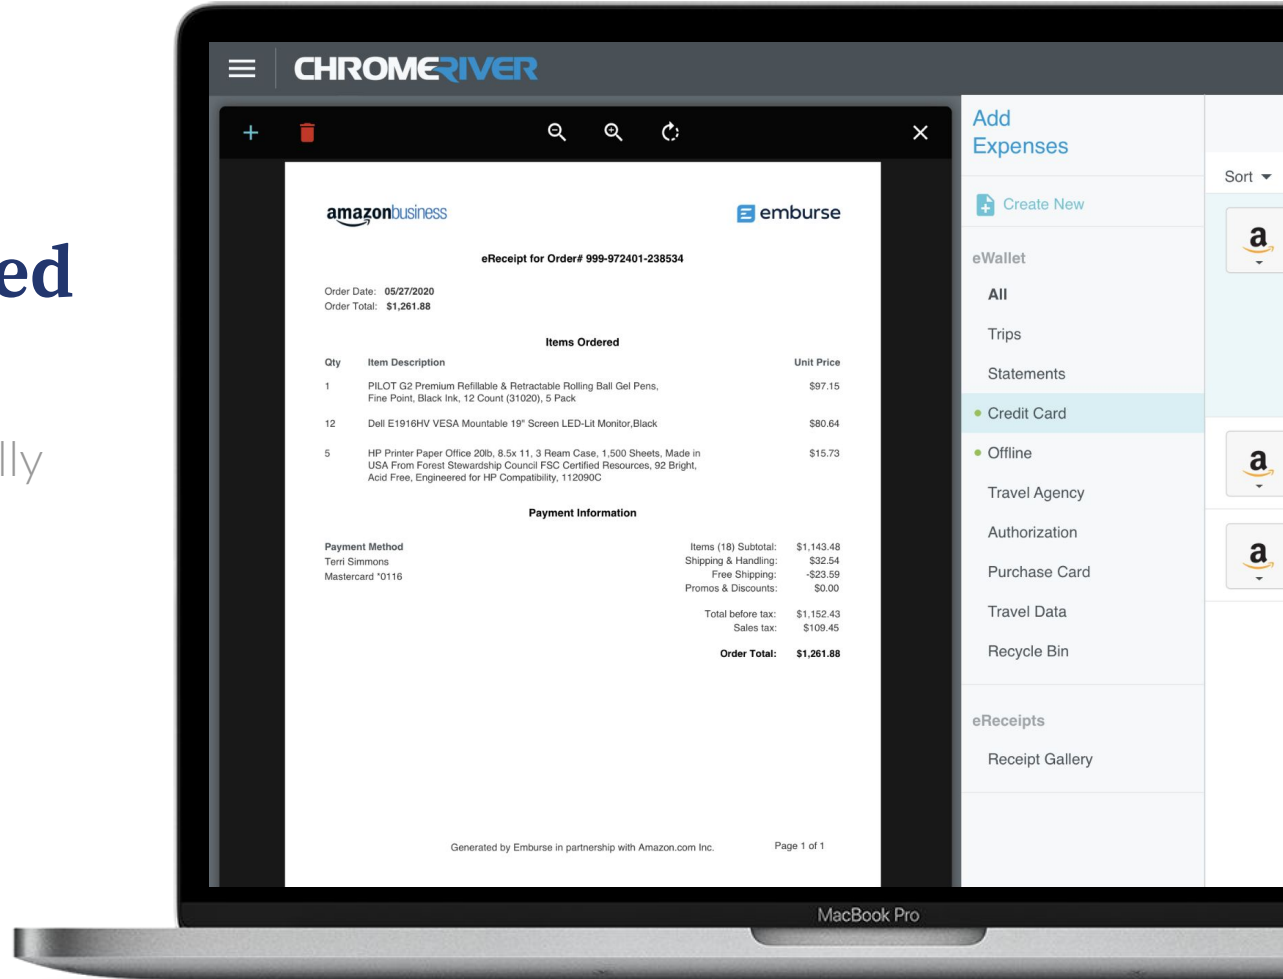 ed
lly
CHROMERIVER
amazonbusiness
emburse
eReceipt for Order# 999-972401-238534
Order Date: 05/27/2020
Order Total: $1,261.88
Items Ordered
Qty Item Description Unit Price
1 PILOT G2 Premium Refillable & Retractable Rolling Ball Gel Pens, $97.15
Fine Point, Black Ink, 12 Count (31020), 5 Pack
12 Dell E1916HV VESA Mountable 19" Screen LED-Lit Monitor,Black $80.64
5 HP Printer Paper Office 20lb, 8.5x 11, 3 Ream Case, 1,500 Sheets, Made in $15.73
USA From Forest Stewardship Council FSC Certified Resources, 92 Bright,
Acid Free, Engineered for HP Compatibility, 112090C
Payment Information
Payment Method
Terri Simmons
Mastercard *0116
Items (18) Subtotal: $1,143.48
Shipping & Handling: $32.54
Free Shipping: -$23.59
Promos & Discounts: $0.00
Total before tax: $1,152.43
Sales tax: $109.45
Order Total: $1,261.88
Generated by Emburse in partnership with Amazon.com Inc. Page 1 of 1
Add
Expenses
Create New
eWallet
All
Trips
Statements
Credit Card
Offline
Travel Agency
Authorization
Purchase Card
Travel Data
Recycle Bin
eReceipts
Receipt Gallery
Sort
a
a
a
MacBook Pro